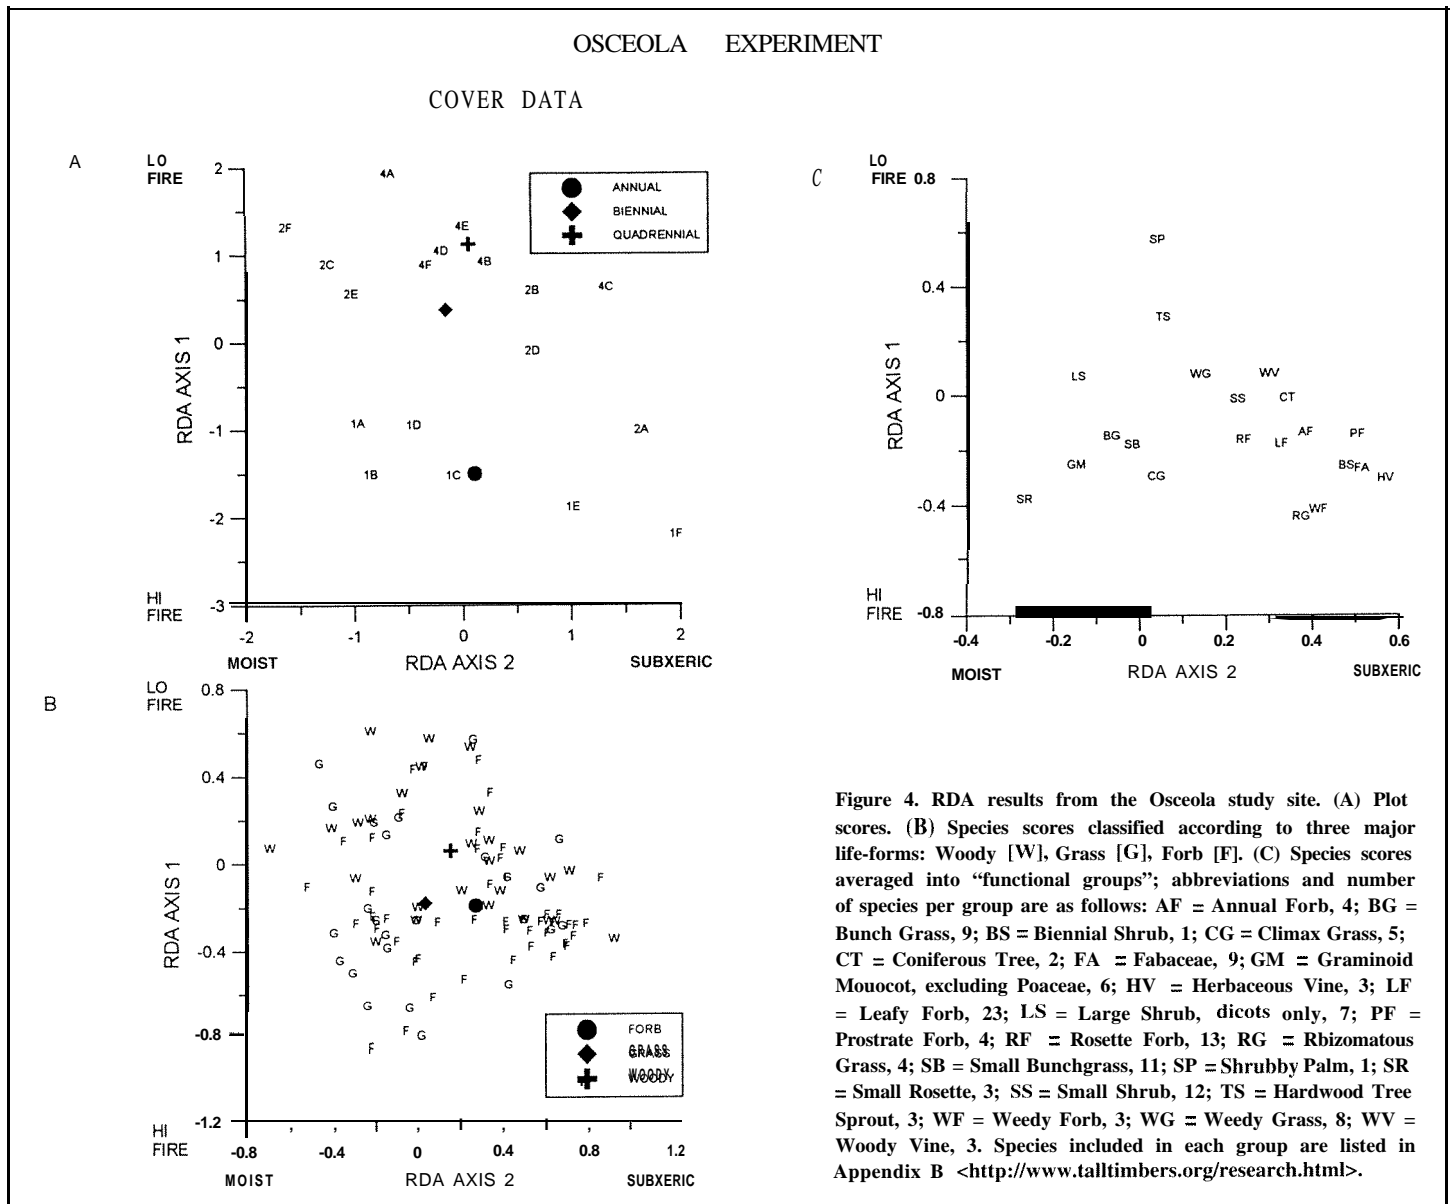 OSCEOLA EXPERIMENT
COVER DATA
A
LO
FIRE
2
1
0
-1
-2
-3
RDA AXIS 1
HI
FIRE
4A
2F
4E
4D
2C
4F
4B
2E
2B
4C
2D
1A
1D
2A
1B
1C
1E
1F
ANNUAL
BIENNIAL
QUADRENNIAL
-2 -1 0 1 2
MOIST RDA AXIS 2 SUBXERIC
B
LO
FIRE
0.8
0.4
0
-0.4
-0.8
-1.2
RDA AXIS 1
HI
FIRE
FORB
GRASS
WOODY
-0.8 -0.4 0 0.4 0.8 1.2
MOIST RDA AXIS 2 SUBXERIC
C
LO
FIRE 0.8
0.4
0
-0.4
-0.8
RDA AXIS 1
HI
FIRE
SP
TS
LS
WG
WV
SS
CT
BG
SB
RF
LF
AF
PF
GM
CG
BS
FA
HV
SR
RG
WF
-0.4 -0.2 0 0.2 0.4 0.6
MOIST RDA AXIS 2 SUBXERIC
Figure 4. RDA results from the Osceola study site. (A) Plot
scores. (B) Species scores classified according to three major
life-forms: Woody [W], Grass [G], Forb [F]. (C) Species scores
averaged into “functional groups”; abbreviations and number
of species per group are as follows: AF = Annual Forb, 4; BG =
Bunch Grass, 9; BS = Biennial Shrub, 1; CG = Climax Grass, 5;
CT = Coniferous Tree, 2; FA = Fabaceae, 9; GM = Graminoid
Mouocot, excluding Poaceae, 6; HV = Herbaceous Vine, 3; LF
= Leafy Forb, 23; LS = Large Shrub, dicots only, 7; PF =
Prostrate Forb, 4; RF = Rosette Forb, 13; RG = Rbizomatous
Grass, 4; SB = Small Bunchgrass, 11; SP = Shrubby Palm, 1; SR
= Small Rosette, 3; SS = Small Shrub, 12; TS = Hardwood Tree
Sprout, 3; WF = Weedy Forb, 3; WG = Weedy Grass, 8; WV =
Woody Vine, 3. Species included in each group are listed in
Appendix B <http://www.talltimbers.org/research.html>.